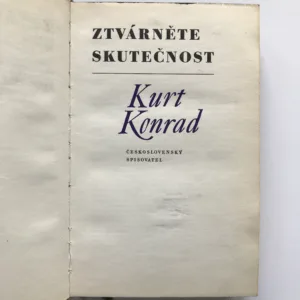 ZTVÁRNĚTE
SKUTEČNOST
Kurt
Konrad
ČESKOSLOVENSKÝ
SPISOVATEL